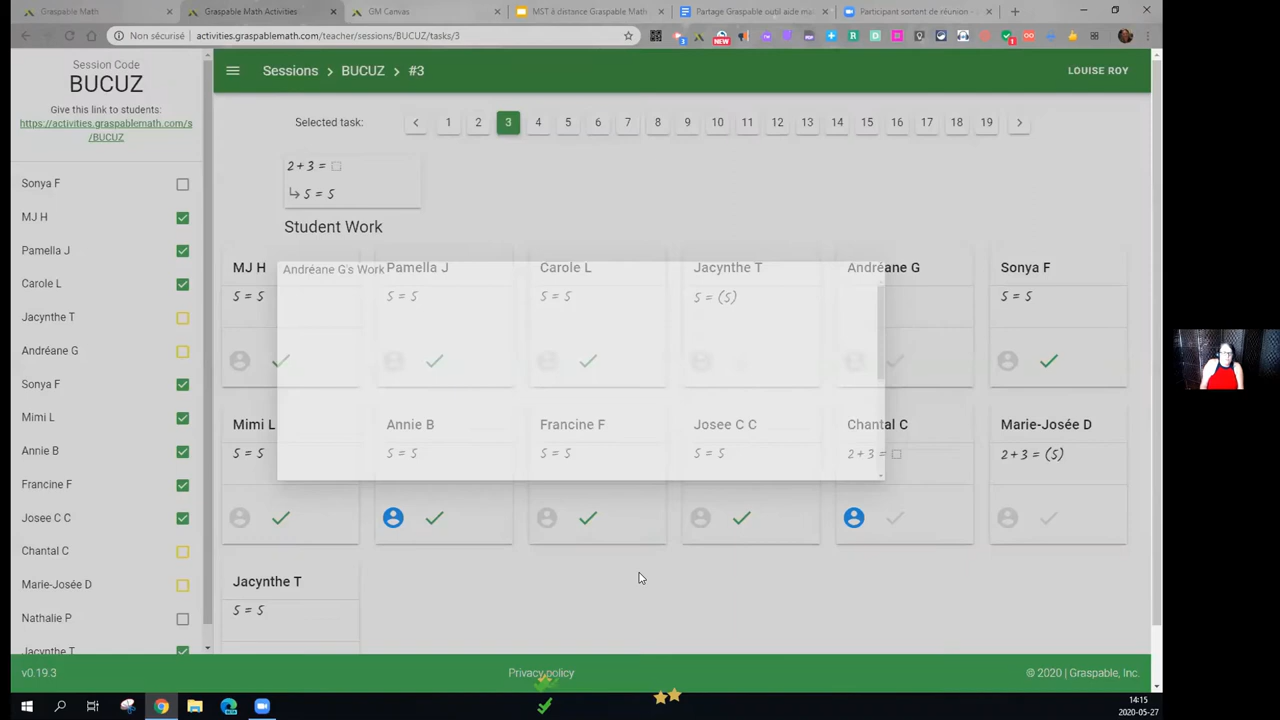 Graspable Math
Graspable Math Activities
GM Canvas
MST à distance Graspable Math
Partage Graspable outil aide ma
Participant sortent de réunion -
Non sécurisé
activities.graspablemath.com/teacher/sessions/BUCUZ/tasks/3
Session Code
BUCUZ
Give this link to students:
https://activities.graspablemath.com/s
/BUCUZ
Sonya F
MJ H
Pamella J
Carole L
Jacynthe T
Andréane G
Sonya F
Mimi L
Annie B
Francine F
Josee C C
Chantal C
Marie-Josée D
Nathalie P
Jacynthe T
Sessions > BUCUZ > #3
LOUISE ROY
Selected task: < 1 2 3 4 5 6 7 8 9 10 11 12 13 14 15 16 17 18 19 >
2 + 3 = □
↳ 5 = 5
Student Work
Andréane G's Work
MJ H
5 = 5
Pamella J
5 = 5
Carole L
5 = 5
Jacynthe T
5 = (5)
Andréane G
Sonya F
5 = 5
Mimi L
5 = 5
Annie B
5 = 5
Francine F
5 = 5
Josee C C
5 = 5
Chantal C
2 + 3 = □
Marie-Josée D
2 + 3 = (5)
Jacynthe T
5 = 5
v0.19.3
Privacy policy
© 2020 | Graspable, Inc.
14:15
2020-05-27